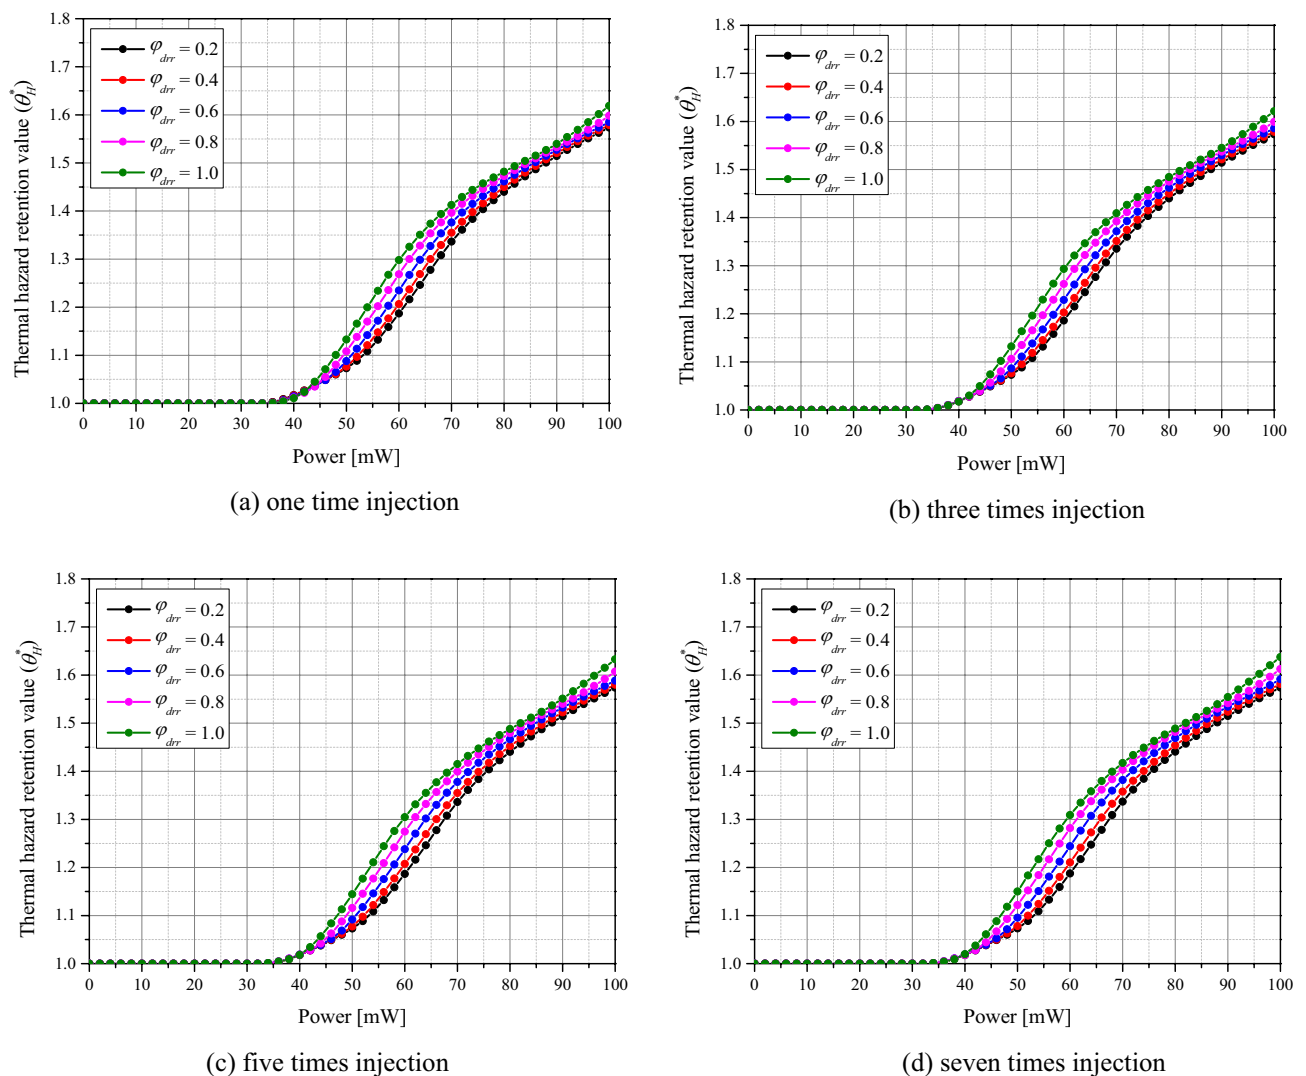 1.8
1.7
1.6
1.5
1.4
1.3
1.2
1.1
1.0
Thermal hazard retention value (θ*H)
φdrr = 0.2
φdrr = 0.4
φdrr = 0.6
φdrr = 0.8
φdrr = 1.0
0 10 20 30 40 50 60 70 80 90 100
Power [mW]
(a) one time injection
1.8
1.7
1.6
1.5
1.4
1.3
1.2
1.1
1.0
Thermal hazard retention value (θ*H)
φdrr = 0.2
φdrr = 0.4
φdrr = 0.6
φdrr = 0.8
φdrr = 1.0
0 10 20 30 40 50 60 70 80 90 100
Power [mW]
(b) three times injection
1.8
1.7
1.6
1.5
1.4
1.3
1.2
1.1
1.0
Thermal hazard retention value (θ*H)
φdrr = 0.2
φdrr = 0.4
φdrr = 0.6
φdrr = 0.8
φdrr = 1.0
0 10 20 30 40 50 60 70 80 90 100
Power [mW]
(c) five times injection
1.8
1.7
1.6
1.5
1.4
1.3
1.2
1.1
1.0
Thermal hazard retention value (θ*H)
φdrr = 0.2
φdrr = 0.4
φdrr = 0.6
φdrr = 0.8
φdrr = 1.0
0 10 20 30 40 50 60 70 80 90 100
Power [mW]
(d) seven times injection